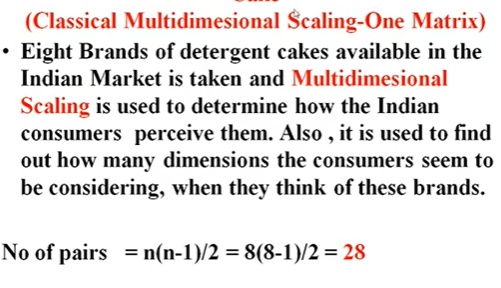 (Classical Multidimesional Scaling-One Matrix)
• Eight Brands of detergent cakes available in the
Indian Market is taken and Multidimesional
Scaling is used to determine how the Indian
consumers perceive them. Also , it is used to find
out how many dimensions the consumers seem to
be considering, when they think of these brands.
No of pairs = n(n-1)/2 = 8(8-1)/2 = 28